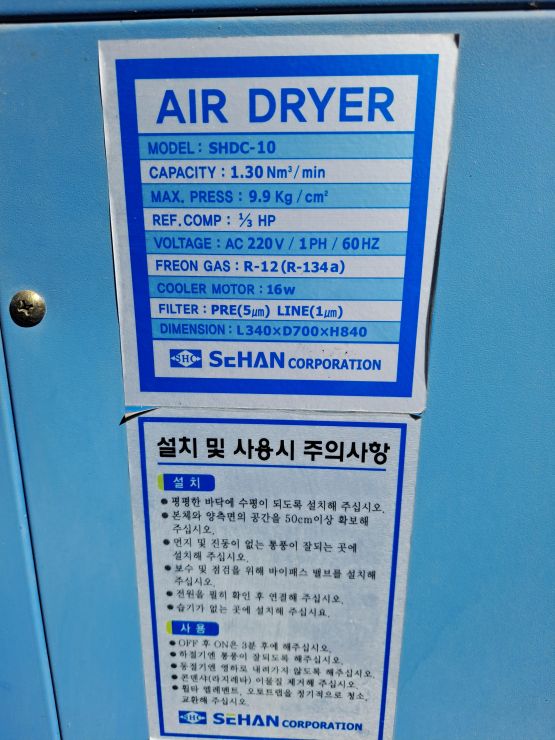 AIR DRYER
MODEL : SHDC-10
CAPACITY : 1.30 Nm³/min
MAX. PRESS : 9.9 Kg/cm²
REF.COMP : ⅓ HP
VOLTAGE : AC 220V / 1PH / 60HZ
FREON GAS : R-12(R-134a)
COOLER MOTOR : 16w
FILTER : PRE(5㎛) LINE(1㎛)
DIMENSION : L340×D700×H840
SHC SEHAN CORPORATION
설치 및 사용시 주의사항
설 치
● 평평한 바닥에 수평이 되도록 설치해 주십시오.
● 본체와 양측면의 공간을 50cm이상 확보해
주십시오.
● 먼지 및 진동이 없는 통풍이 잘되는 곳에
설치해 주십시오.
● 보수 및 점검을 위해 바이패스 밸브를 설치해
주십시오.
● 전원을 필히 확인 후 연결해 주십시오.
● 습기가 없는 곳에 설치해 주십시요.
사 용
● OFF 후 ON은 3분 후에 해주십시오.
● 하절기엔 통풍이 잘되도록 해주십시오.
● 동절기엔 영하로 내려가지 않도록 해주십시오.
● 콘덴샤(라지레타) 이물질 제거해 주십시오.
● 휠타 엘레멘트, 오토트랩을 정기적으로 청소,
교환해 주십시오.
SHC SEHAN CORPORATION